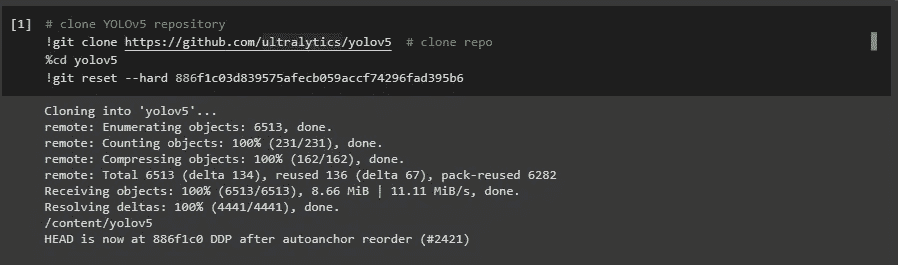 [1] # clone YOLOv5 repository
!git clone https://github.com/ultralytics/yolov5 # clone repo
%cd yolov5
!git reset --hard 886f1c03d839575afecb059accf74296fad395b6
Cloning into 'yolov5'...
remote: Enumerating objects: 6513, done.
remote: Counting objects: 100% (231/231), done.
remote: Compressing objects: 100% (162/162), done.
remote: Total 6513 (delta 134), reused 136 (delta 67), pack-reused 6282
Receiving objects: 100% (6513/6513), 8.66 MiB | 11.11 MiB/s, done.
Resolving deltas: 100% (4441/4441), done.
/content/yolov5
HEAD is now at 886f1c0 DDP after autoanchor reorder (#2421)